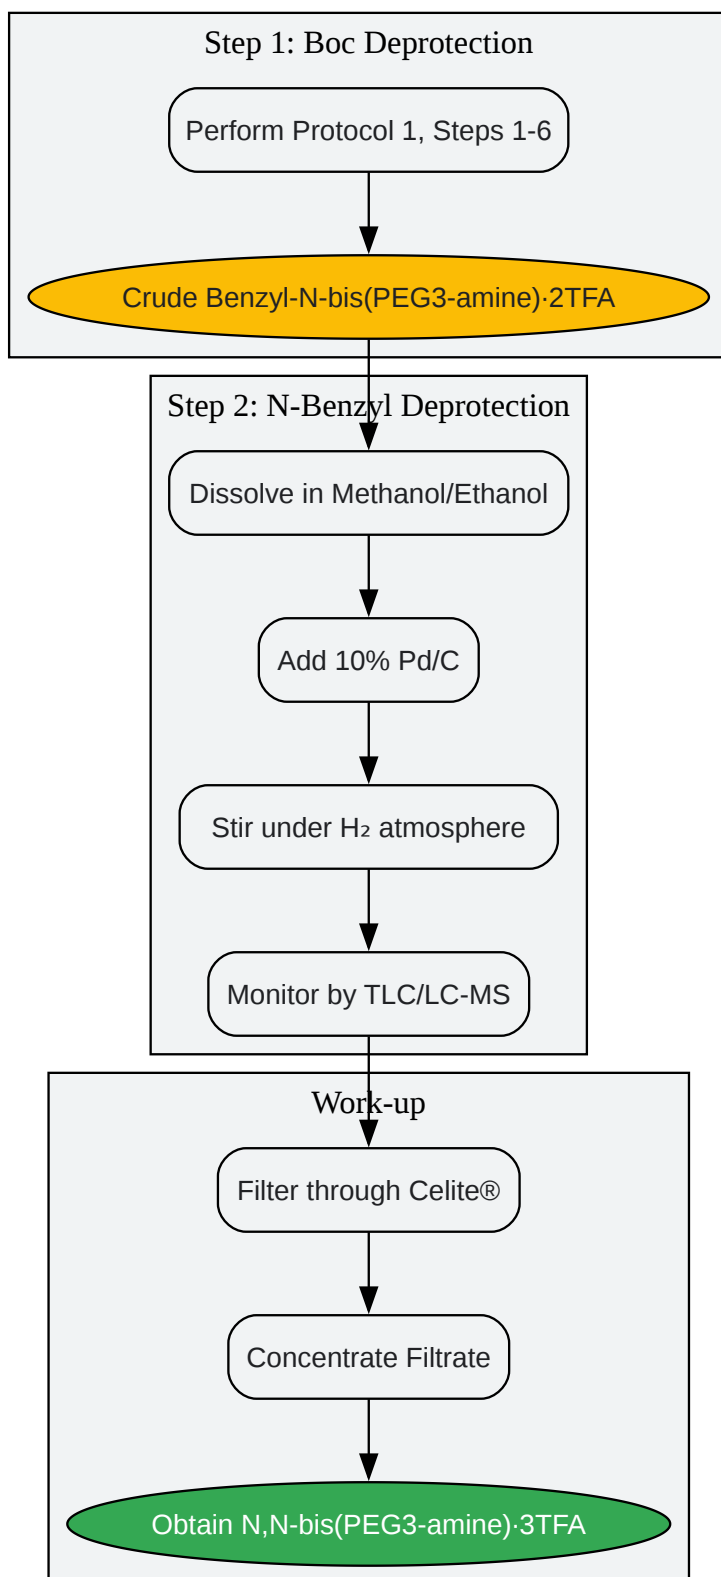 Step 1: Boc Deprotection
Perform Protocol 1, Steps 1-6
Crude Benzyl-N-bis(PEG3-amine)·2TFA
Step 2: N-Benzyl Deprotection
Dissolve in Methanol/Ethanol
Add 10% Pd/C
Stir under H₂ atmosphere
Monitor by TLC/LC-MS
Work-up
Filter through Celite®
Concentrate Filtrate
Obtain N,N-bis(PEG3-amine)·3TFA